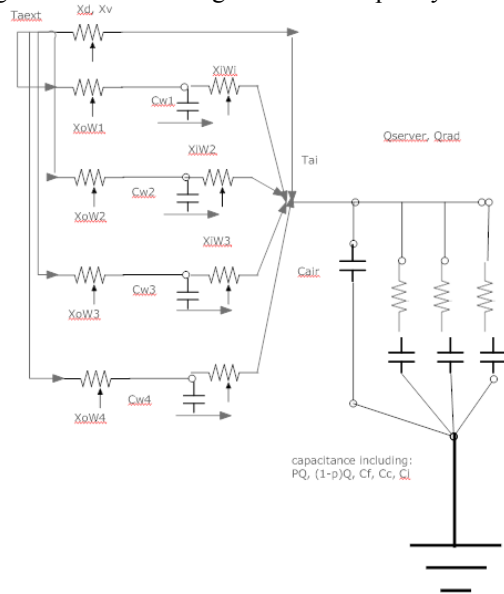 Xd, Xv
Taext
XiWi
Cw1
XoW1
Qserver, Qrad
XiW2
Tai
Cw2
XoW2
XiW3
Cair
Cw3
XoW3
Cw4
XoW4
capacitance including:
PQ, (1-p)Q, Cf, Cc, Ci